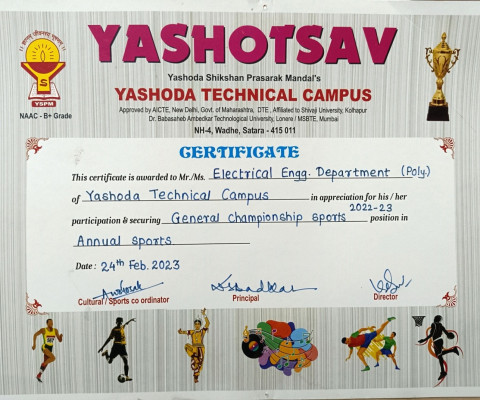 YASHOTSAV
YSPM
NAAC - B+ Grade
Yashoda Shikshan Prasarak Mandal's
YASHODA TECHNICAL CAMPUS
Approved by AICTE, New Delhi, Govt. of Maharashtra, DTE, Affiliated to Shivaji University, Kolhapur
Dr. Babasaheb Ambedkar Technological University, Lonere / MSBTE, Mumbai
NH-4, Wadhe, Satara - 415 011
CERTIFICATE
This certificate is awarded to Mr/Ms. Electrical Engg. Department (Poly.)
of Yashoda Technical Campus in appreciation for his / her
2022-23
participation & securing General championship sports position in
Annual sports
Date : 24th Feb. 2023
Cultural / Sports co ordinator Principal Director